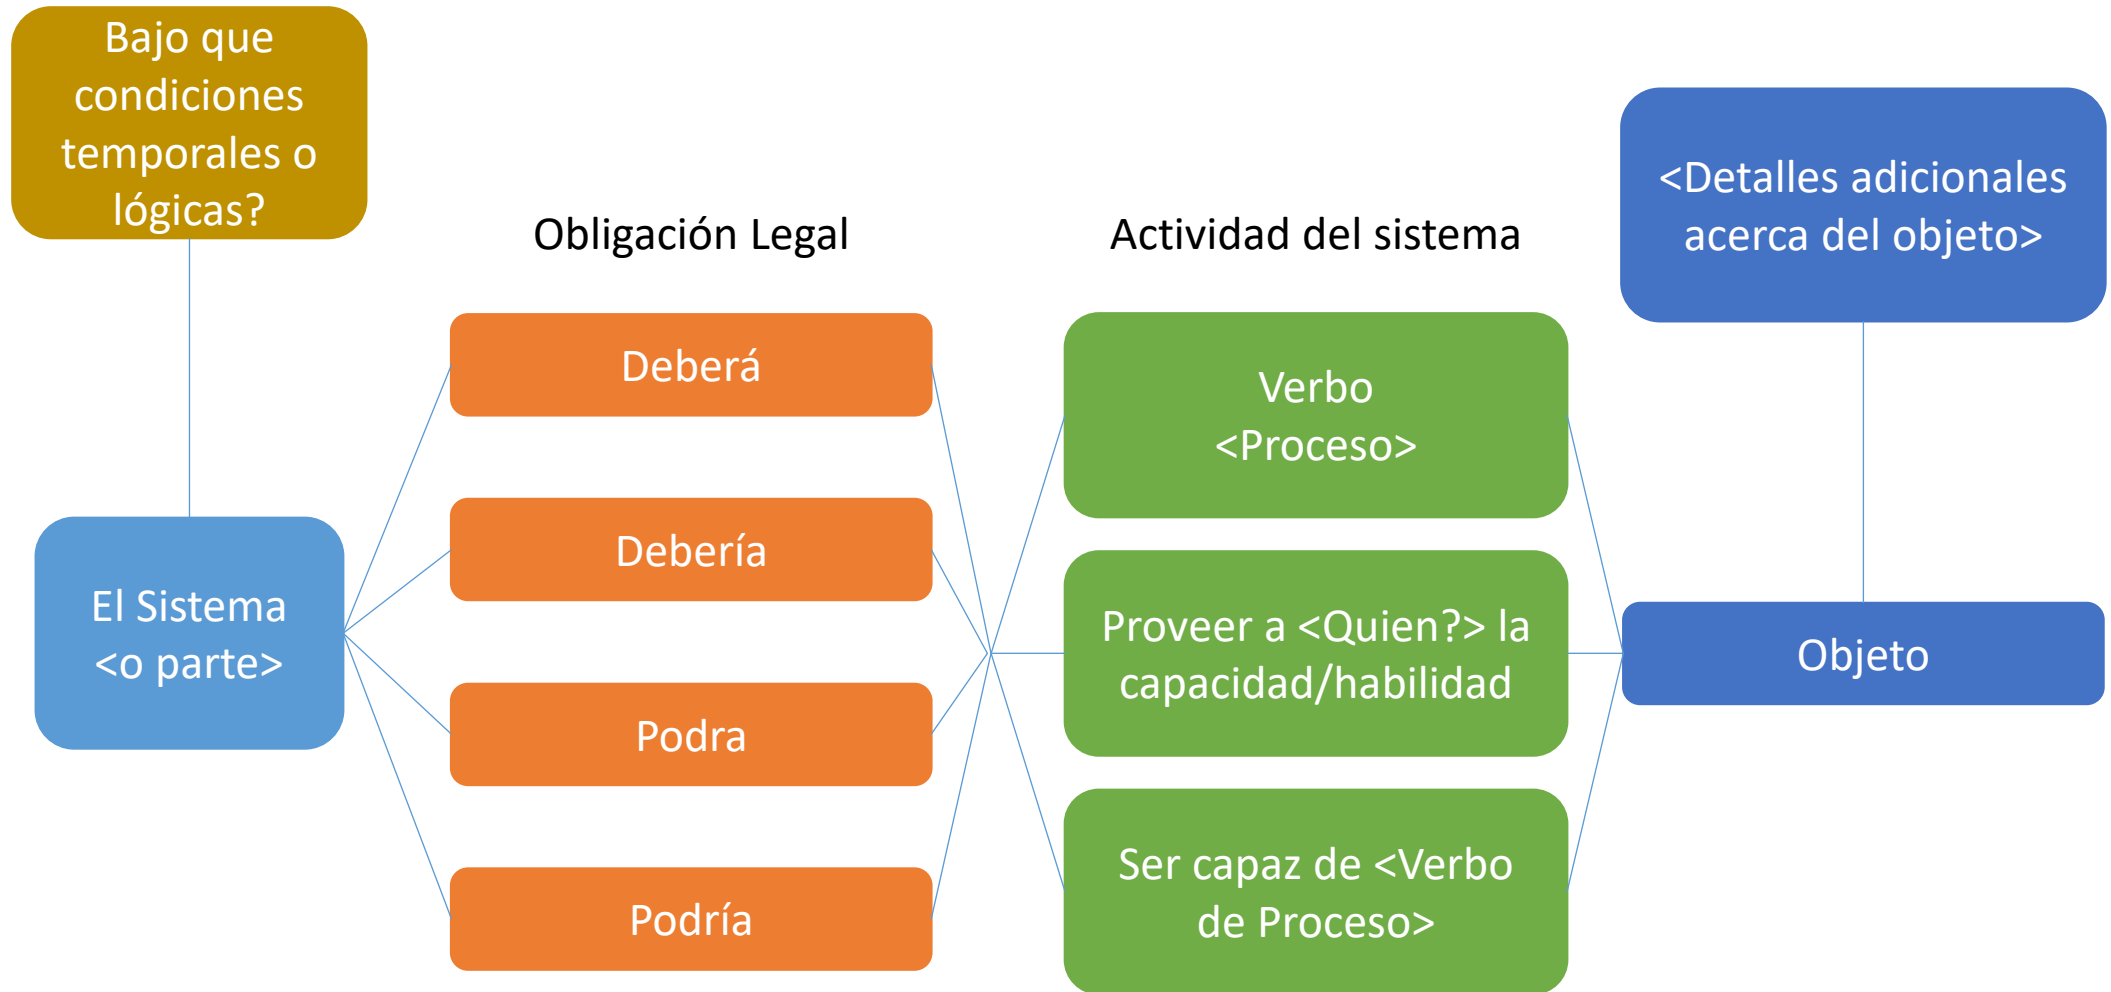 Bajo que
condiciones
temporales o
lógicas?
El Sistema
<o parte>
Obligación Legal
Deberá
Debería
Podra
Podría
Actividad del sistema
Verbo
<Proceso>
Proveer a <Quien?> la
capacidad/habilidad
Ser capaz de <Verbo
de Proceso>
<Detalles adicionales
acerca del objeto>
Objeto